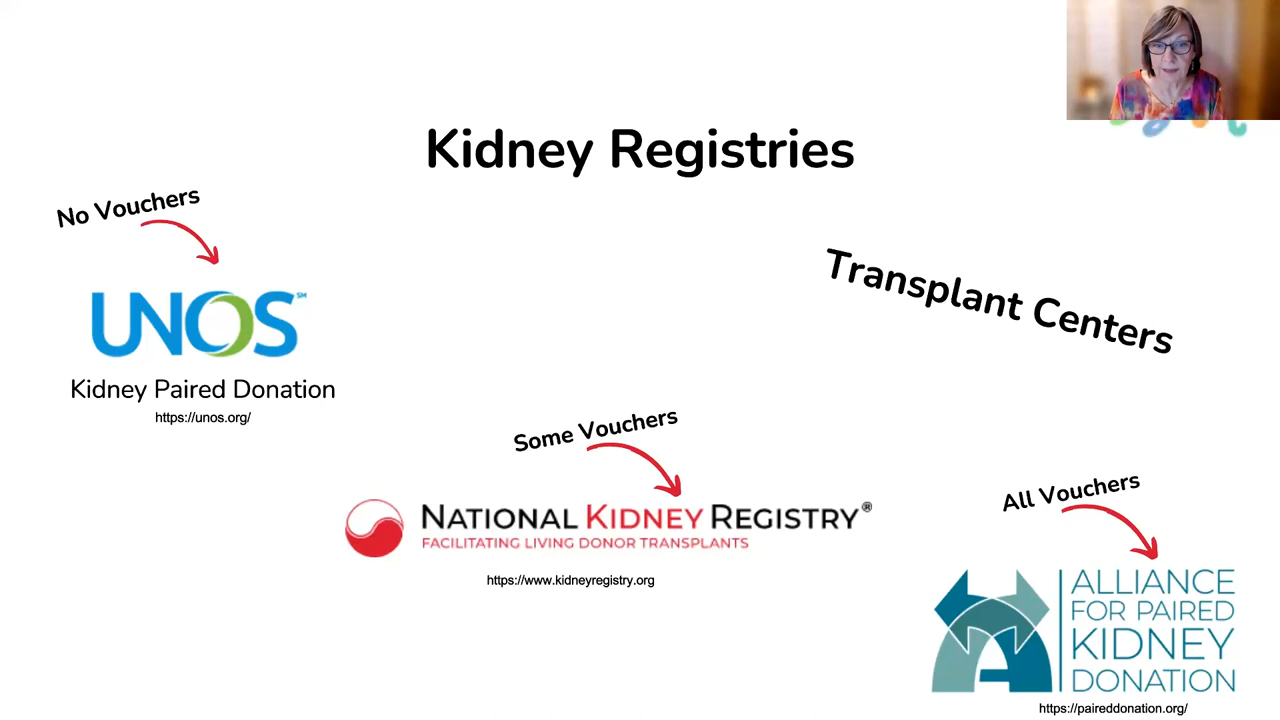 Kidney Registries
No Vouchers
UNOS℠
Kidney Paired Donation
https://unos.org/
Transplant Centers
Some Vouchers
NATIONAL KIDNEY REGISTRY®
FACILITATING LIVING DONOR TRANSPLANTS
https://www.kidneyregistry.org
All Vouchers
ALLIANCE
FOR PAIRED
KIDNEY
DONATION
https://paireddonation.org/